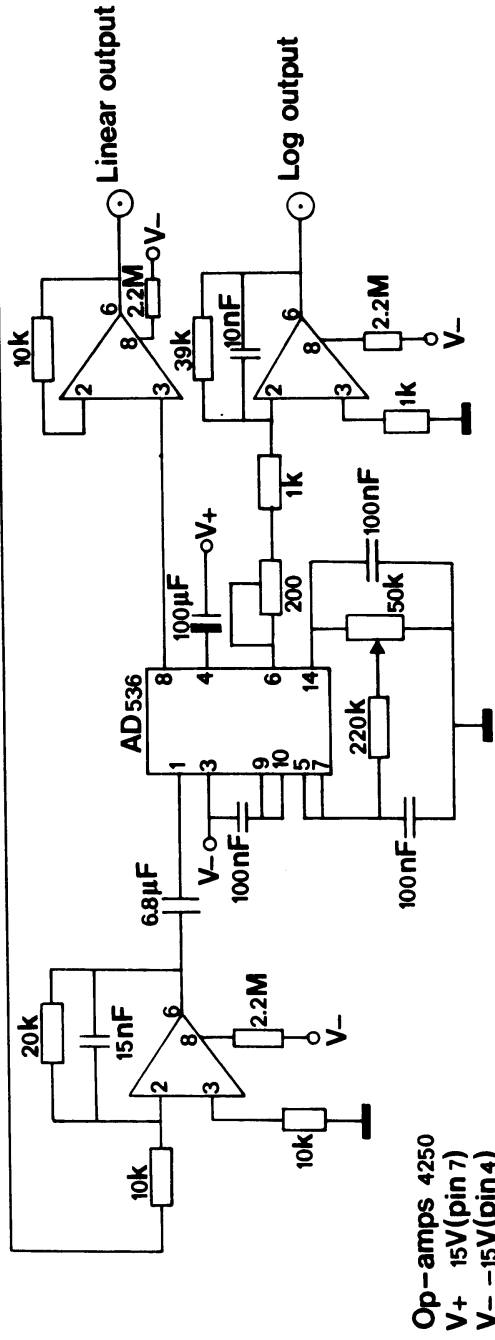 10k
2
6
3
8
2.2M
V-
Linear output
20k
15nF
10k
2
6
3
8
2.2M
V-
10k
6.8µF
AD536
1
3
9
10
5
7
8
4
6
14
V-
100nF
100nF
100µF
V+
200
1k
39k
10nF
2
6
3
8
2.2M
V-
1k
Log output
220k
50k
100nF
Op-amps 4250
V+ 15V(pin 7)
V- -15V(pin 4)